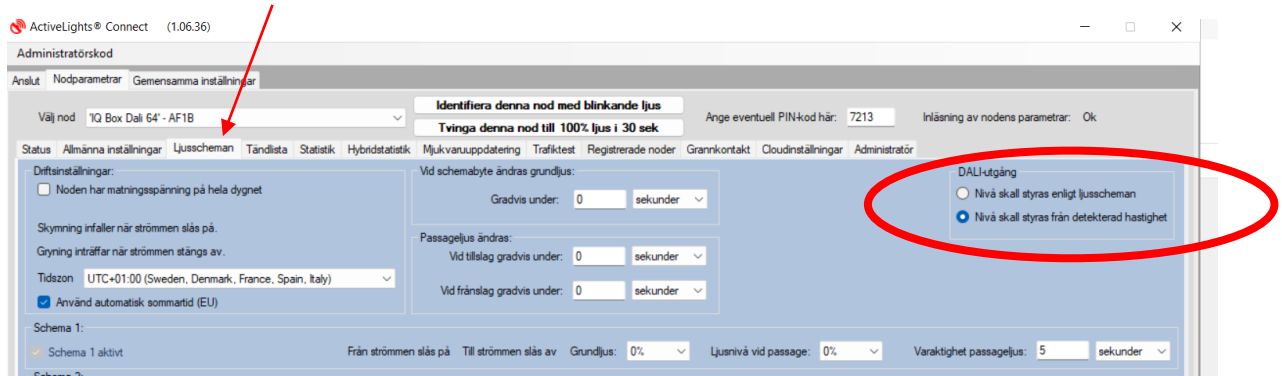 ActiveLights® Connect (1.06.36)
Administratörskod
Anslut Nodparametrar Gemensamma inställningar
Välj nod 'IQ Box Dali 64' - AF1B
Identifiera denna nod med blinkande ljus
Tvinga denna nod till 100% ljus i 30 sek
Ange eventuell PIN-kod här: 7213
Inläsning av nodens parametrar: Ok
Status Allmänna inställningar Ljusscheman Tändlista Statistik Hybridstatistik Mjukvaruuppdatering Trafiktest Registrerade noder Grannkontakt Cloudinställningar Administratör
Driftsinställningar:
Noden har matningsspänning på hela dygnet
Skymning infaller när strömmen slås på.
Gryning inträffar när strömmen stängs av.
Tidszon UTC+01:00 (Sweden, Denmark, France, Spain, Italy)
Använd automatisk sommartid (EU)
Vid schemabyte ändras grundljus:
Gradvis under: 0 sekunder
Passageljus ändras:
Vid tillslag gradvis under: 0 sekunder
Vid frånslag gradvis under: 0 sekunder
DALI-utgång
Nivå skall styras enligt ljusscheman
Nivå skall styras från detekterad hastighet
Schema 1:
Schema 1 aktivt Från strömmen slås på Till strömmen slås av Grundljus: 0% Ljusnivå vid passage: 0% Varaktighet passageljus: 5 sekunder